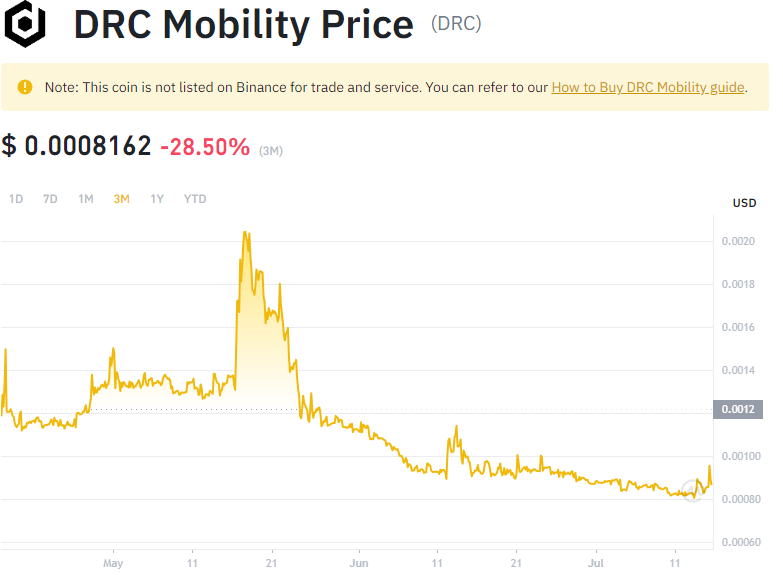 DRC Mobility Price (DRC)
Note: This coin is not listed on Binance for trade and service. You can refer to our How to Buy DRC Mobility guide.
$ 0.0008162 -28.50% (3M)
1D 7D 1M 3M 1Y YTD
USD
0.0020
0.0018
0.0016
0.0014
0.0012
0.00100
0.00080
0.00060
May 11 21 Jun 11 21 Jul 11